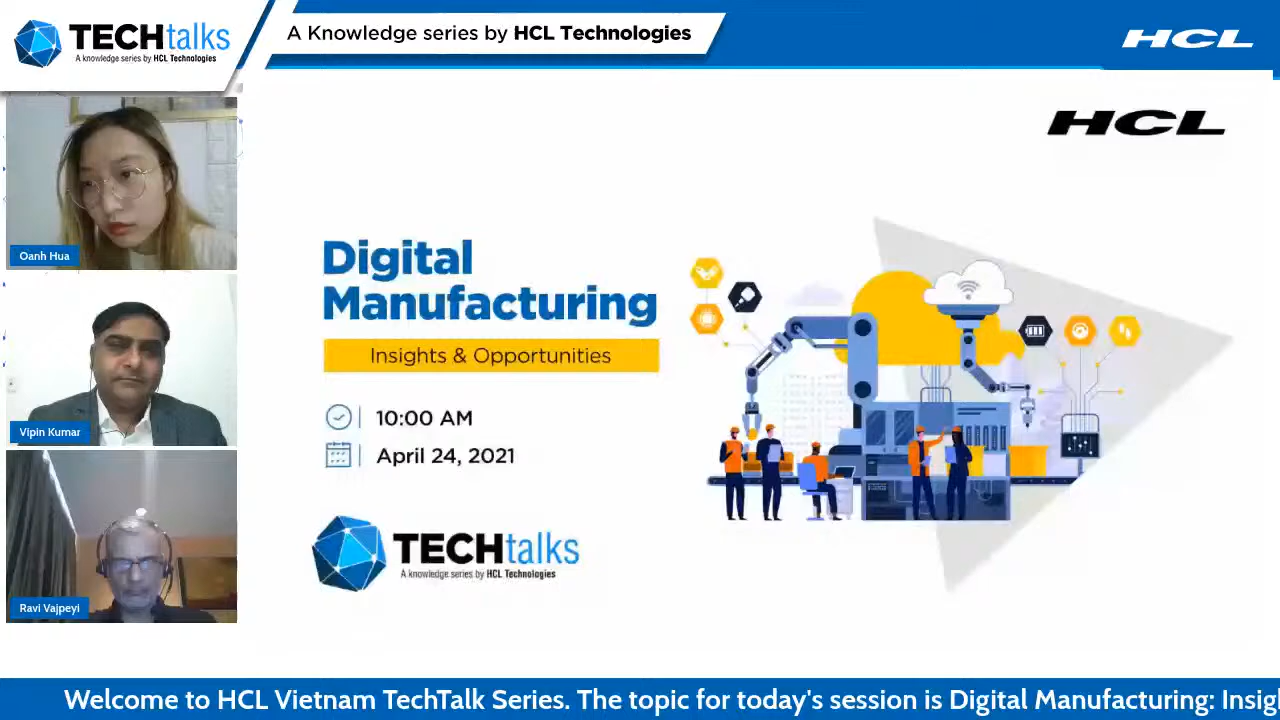 TECHtalks
A knowledge series by HCL Technologies
A Knowledge series by HCL Technologies
HCL
HCL
Oanh Hua
Vipin Kumar
Ravi Vajpeyi
Digital
Manufacturing
Insights & Opportunities
10:00 AM
April 24, 2021
TECHtalks
A knowledge series by HCL Technologies
Welcome to HCL Vietnam TechTalk Series. The topic for today's session is Digital Manufacturing: Insigh